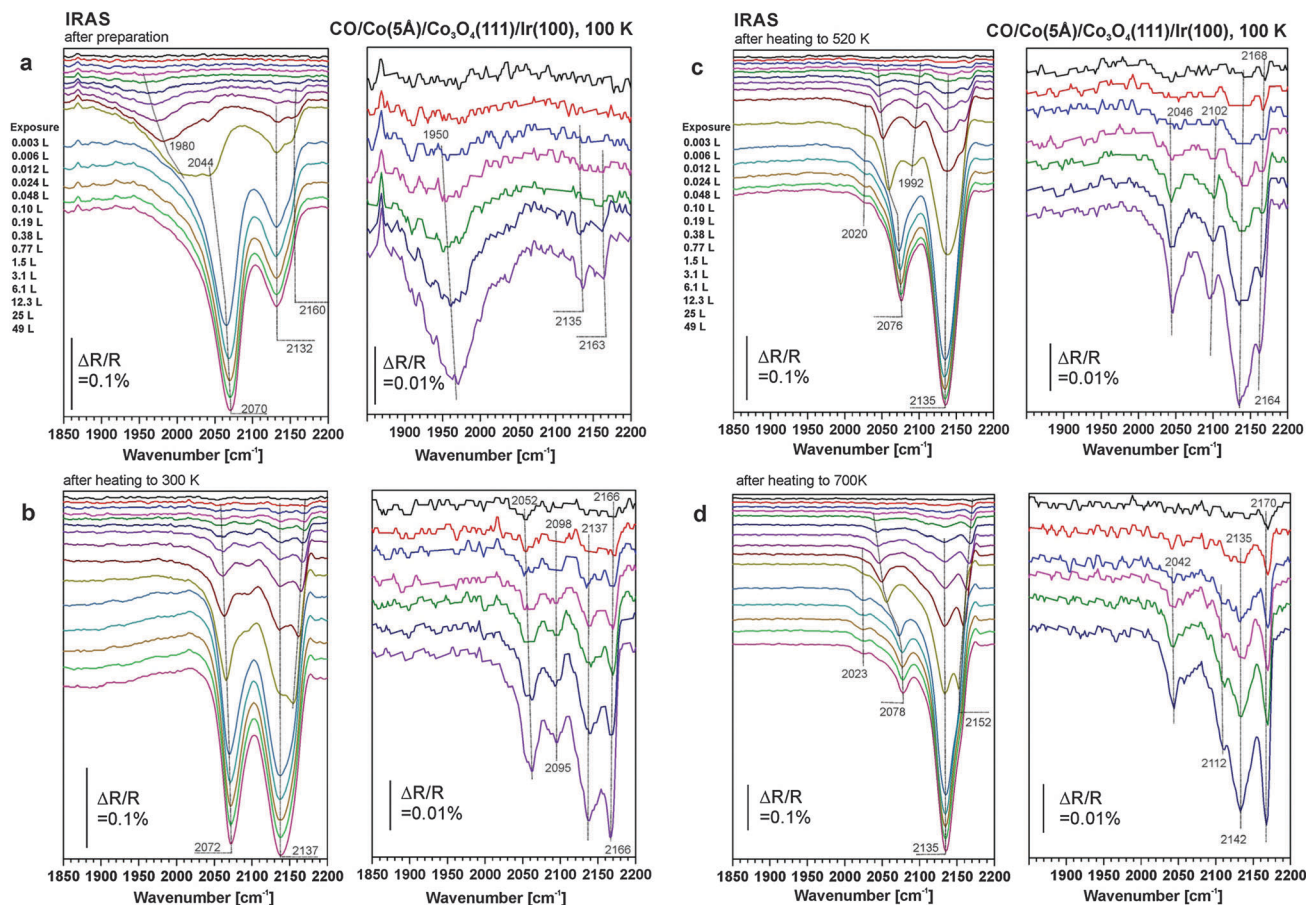 IRAS
after preparation
CO/Co(5Å)/Co₃O₄(111)/Ir(100), 100 K
a
Exposure
0.003 L
0.006 L
0.012 L
0.024 L
0.048 L
0.10 L
0.19 L
0.38 L
0.77 L
1.5 L
3.1 L
6.1 L
12.3 L
25 L
49 L
1980
2044
2160
2132
2070
ΔR/R
=0.1%
1850 1900 1950 2000 2050 2100 2150 2200
Wavenumber [cm⁻¹]
1950
2135
2163
ΔR/R
=0.01%
1900 1950 2000 2050 2100 2150 2200
Wavenumber [cm⁻¹]
after heating to 300 K
b
2072
2137
ΔR/R
=0.1%
1850 1900 1950 2000 2050 2100 2150 2200
Wavenumber [cm⁻¹]
2052
2098
2166
2137
2095
2166
ΔR/R
=0.01%
1900 1950 2000 2050 2100 2150 2200
Wavenumber [cm⁻¹]
IRAS
after heating to 520 K
CO/Co(5Å)/Co₃O₄(111)/Ir(100), 100 K
c
Exposure
0.003 L
0.006 L
0.012 L
0.024 L
0.048 L
0.10 L
0.19 L
0.38 L
0.77 L
1.5 L
3.1 L
6.1 L
12.3 L
25 L
49 L
1992
2020
2076
2135
ΔR/R
=0.1%
1850 1900 1950 2000 2050 2100 2150 2200
Wavenumber [cm⁻¹]
2168
2046
2102
2164
ΔR/R
=0.01%
1900 1950 2000 2050 2100 2150 2200
Wavenumber [cm⁻¹]
after heating to 700K
d
2023
2078
2152
2135
ΔR/R
=0.1%
1850 1900 1950 2000 2050 2100 2150 2200
Wavenumber [cm⁻¹]
2170
2135
2042
2112
2142
ΔR/R
=0.01%
1900 1950 2000 2050 2100 2150 2200
Wavenumber [cm⁻¹]